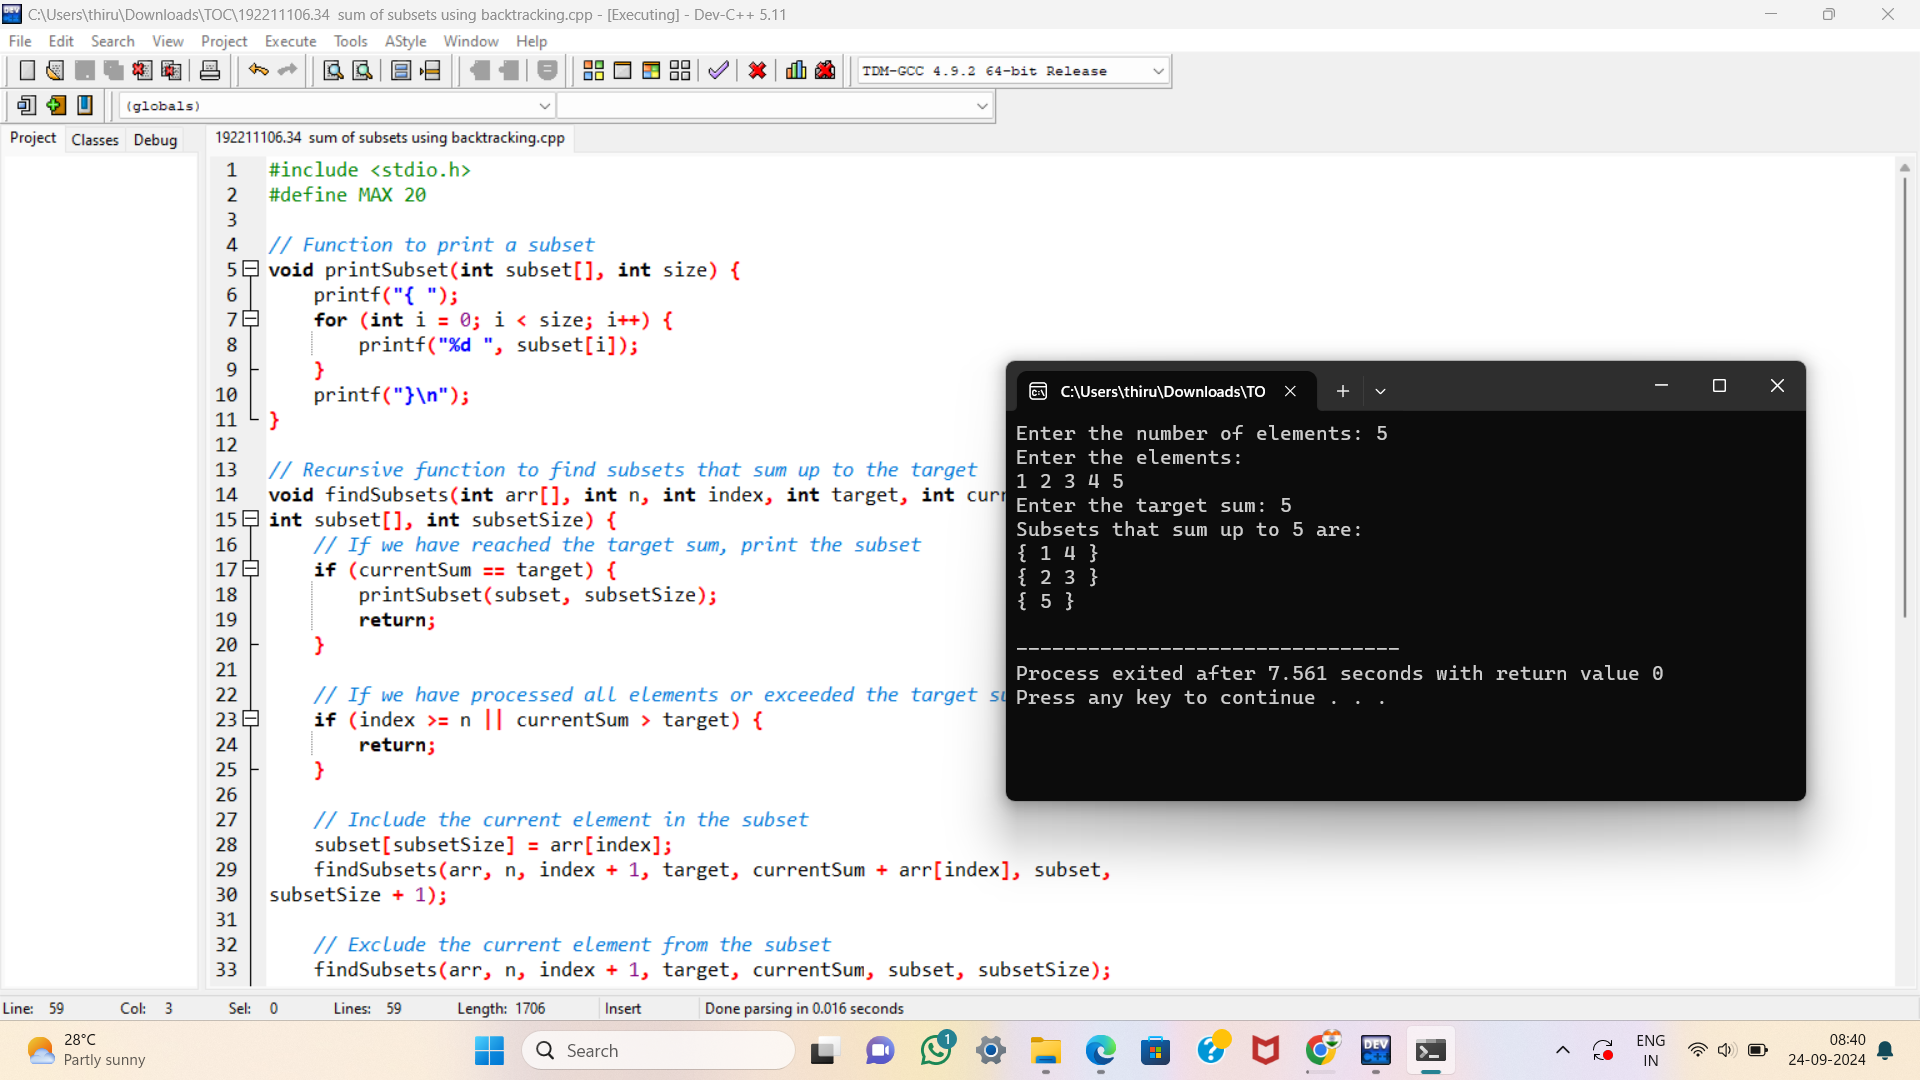 C:\Users\thiru\Downloads\TOC\192211106.34  sum of subsets using backtracking.cpp - [Executing] - Dev-C++ 5.11
File Edit Search View Project Execute Tools AStyle Window Help
TDM-GCC 4.9.2 64-bit Release
(globals)
Project Classes Debug
192211106.34  sum of subsets using backtracking.cpp
1 #include <stdio.h>
2 #define MAX 20
3
4 // Function to print a subset
5 void printSubset(int subset[], int size) {
6     printf("{ ");
7     for (int i = 0; i < size; i++) {
8         printf("%d ", subset[i]);
9     }
10     printf("}\n");
11 }
12
13 // Recursive function to find subsets that sum up to the target
14 void findSubsets(int arr[], int n, int index, int target, int curr
15 int subset[], int subsetSize) {
16     // If we have reached the target sum, print the subset
17     if (currentSum == target) {
18         printSubset(subset, subsetSize);
19         return;
20     }
21
22     // If we have processed all elements or exceeded the target su
23     if (index >= n || currentSum > target) {
24         return;
25     }
26
27     // Include the current element in the subset
28     subset[subsetSize] = arr[index];
29     findSubsets(arr, n, index + 1, target, currentSum + arr[index], subset,
30 subsetSize + 1);
31
32     // Exclude the current element from the subset
33     findSubsets(arr, n, index + 1, target, currentSum, subset, subsetSize);
C:\Users\thiru\Downloads\TO
Enter the number of elements: 5
Enter the elements:
1 2 3 4 5
Enter the target sum: 5
Subsets that sum up to 5 are:
{ 1 4 }
{ 2 3 }
{ 5 }
--------------------------------
Process exited after 7.561 seconds with return value 0
Press any key to continue . . .
Line: 59 Col: 3 Sel: 0 Lines: 59 Length: 1706 Insert Done parsing in 0.016 seconds
28°C
Partly sunny
Search
1
DEV
C++
ENG
IN
08:40
24-09-2024